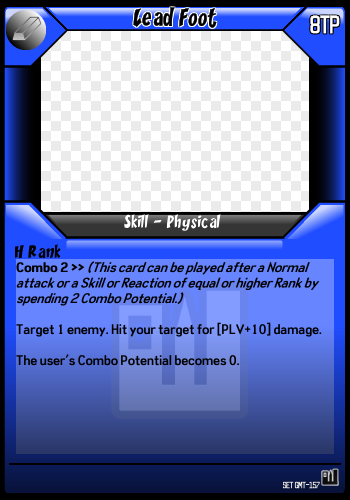 Lead Foot
8TP
Skill - Physical
H Rank
Combo 2 >> (This card can be played after a Normal
attack or a Skill or Reaction of equal or higher Rank by
spending 2 Combo Potential.)
Target 1 enemy. Hit your target for [PLV+10] damage.
The user's Combo Potential becomes 0.
SET GMT-157